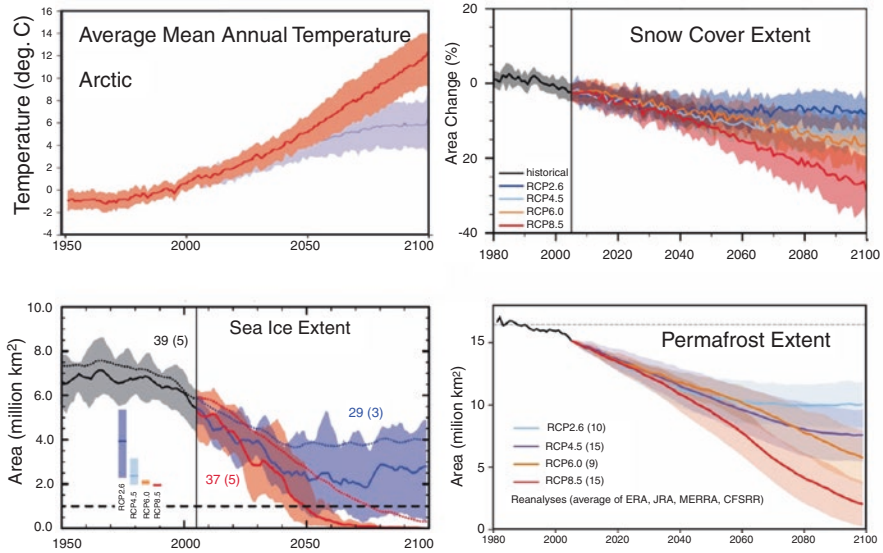 Average Mean Annual Temperature
Arctic
Temperature (deg. C)
16
14
12
10
8
6
4
2
0
-2
-4
1950
2000
2050
2100
Snow Cover Extent
Area Change (%)
0
20
-40
historical
RCP2.6
RCP4.5
RCP6.0
RCP8.5
1980
2000
2020
2040
2060
2080
2100
Sea Ice Extent
Area (million km²)
10.0
8.0
6.0
4.0
2.0
0.0
39 (5)
29 (3)
37 (5)
RCP2.6
RCP4.5
RCP6.0
RCP8.5
1950
2000
2050
2100
Permafrost Extent
Area (milion km²)
15
10
5
0
RCP2.6 (10)
RCP4.5 (15)
RCP6.0 (9)
RCP8.5 (15)
Reanalyses (average of ERA, JRA, MERRA, CFSRR)
1980
2000
2020
2040
2060
2080
2100